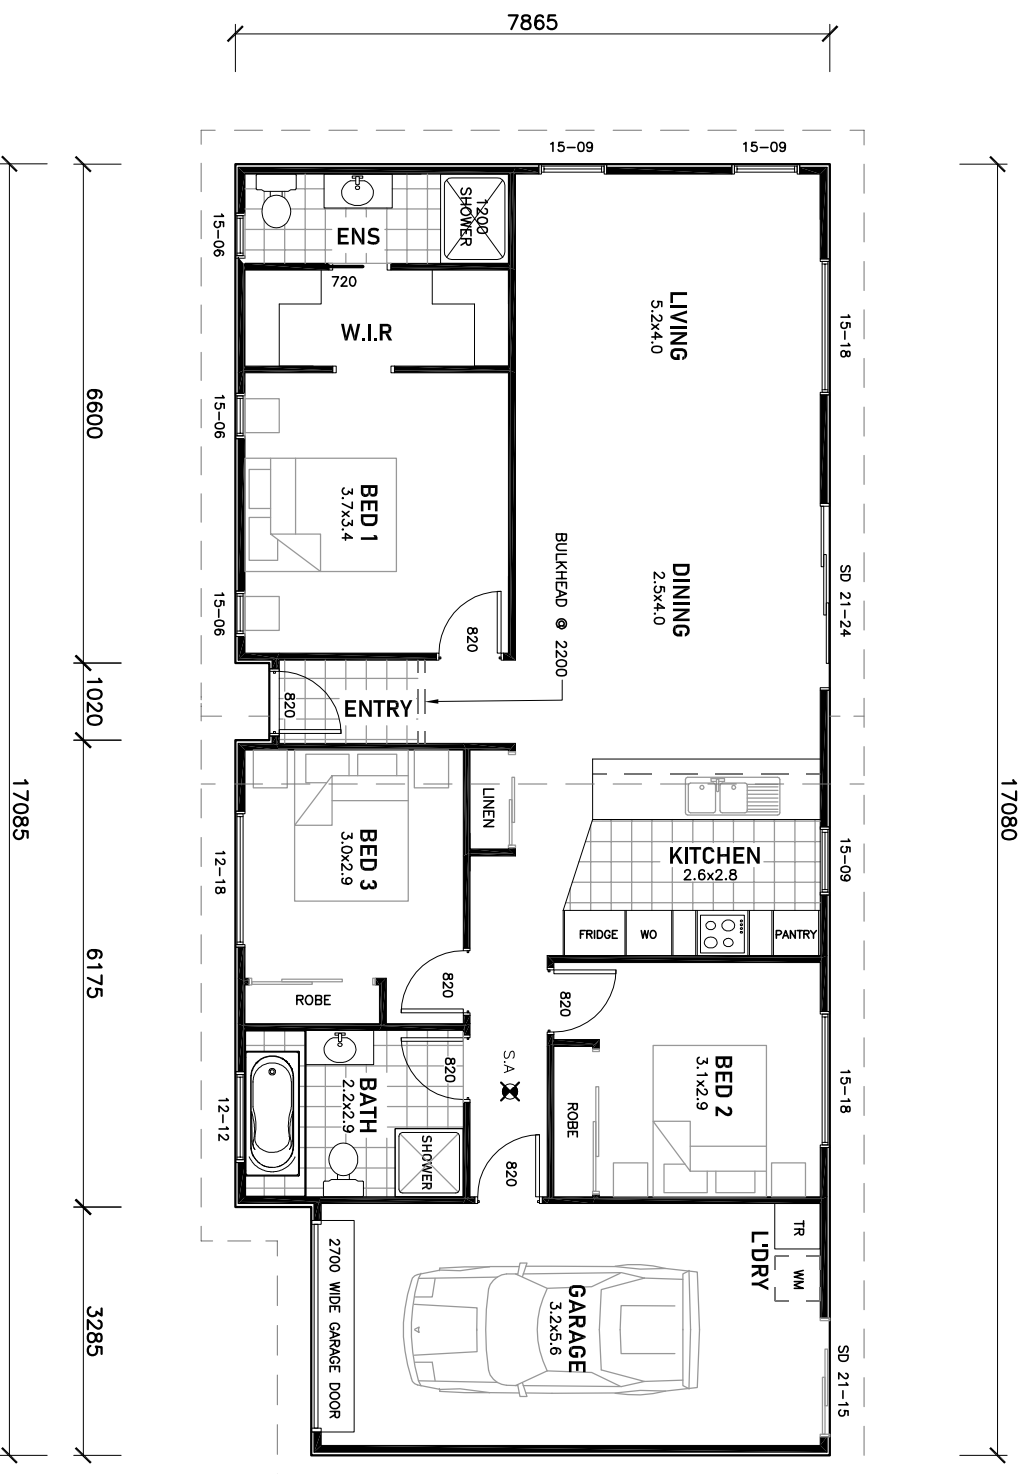 7865
15-09
15-09
15-06
ENS
1200
SHOWER
720
W.I.R
LIVING
5.2x4.0
15-18
6600
15-06
BED 1
3.7x3.4
BULKHEAD @ 2200
DINING
2.5x4.0
SD 21-24
15-06
820
1020
820
ENTRY
17085
17080
LINEN
BED 3
3.0x2.9
12-18
KITCHEN
2.6x2.8
15-09
FRIDGE
WO
PANTRY
6175
820
820
ROBE
S.A
820
BATH
2.2x2.9
12-12
SHOWER
820
ROBE
BED 2
3.1x2.9
15-18
TR
WM
L'DRY
3285
2700 WIDE GARAGE DOOR
GARAGE
3.2x5.6
SD 21-15